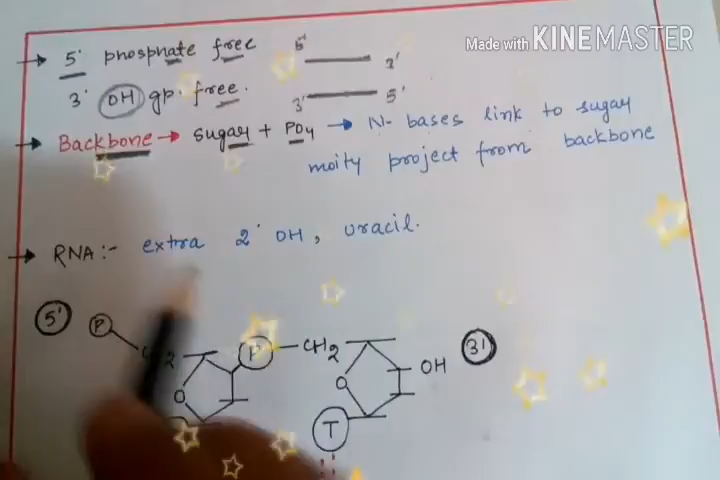 Made with KINEMASTER
→ 5' phosphate free 5' 3'
3' OH gp. free. 3' 5'
→ Backbone → sugar + PO4 → N-bases link to sugar
moity project from backbone
→ RNA:- extra 2' OH, uracil.
5' P CH2 P CH2 OH 3'
O O
T